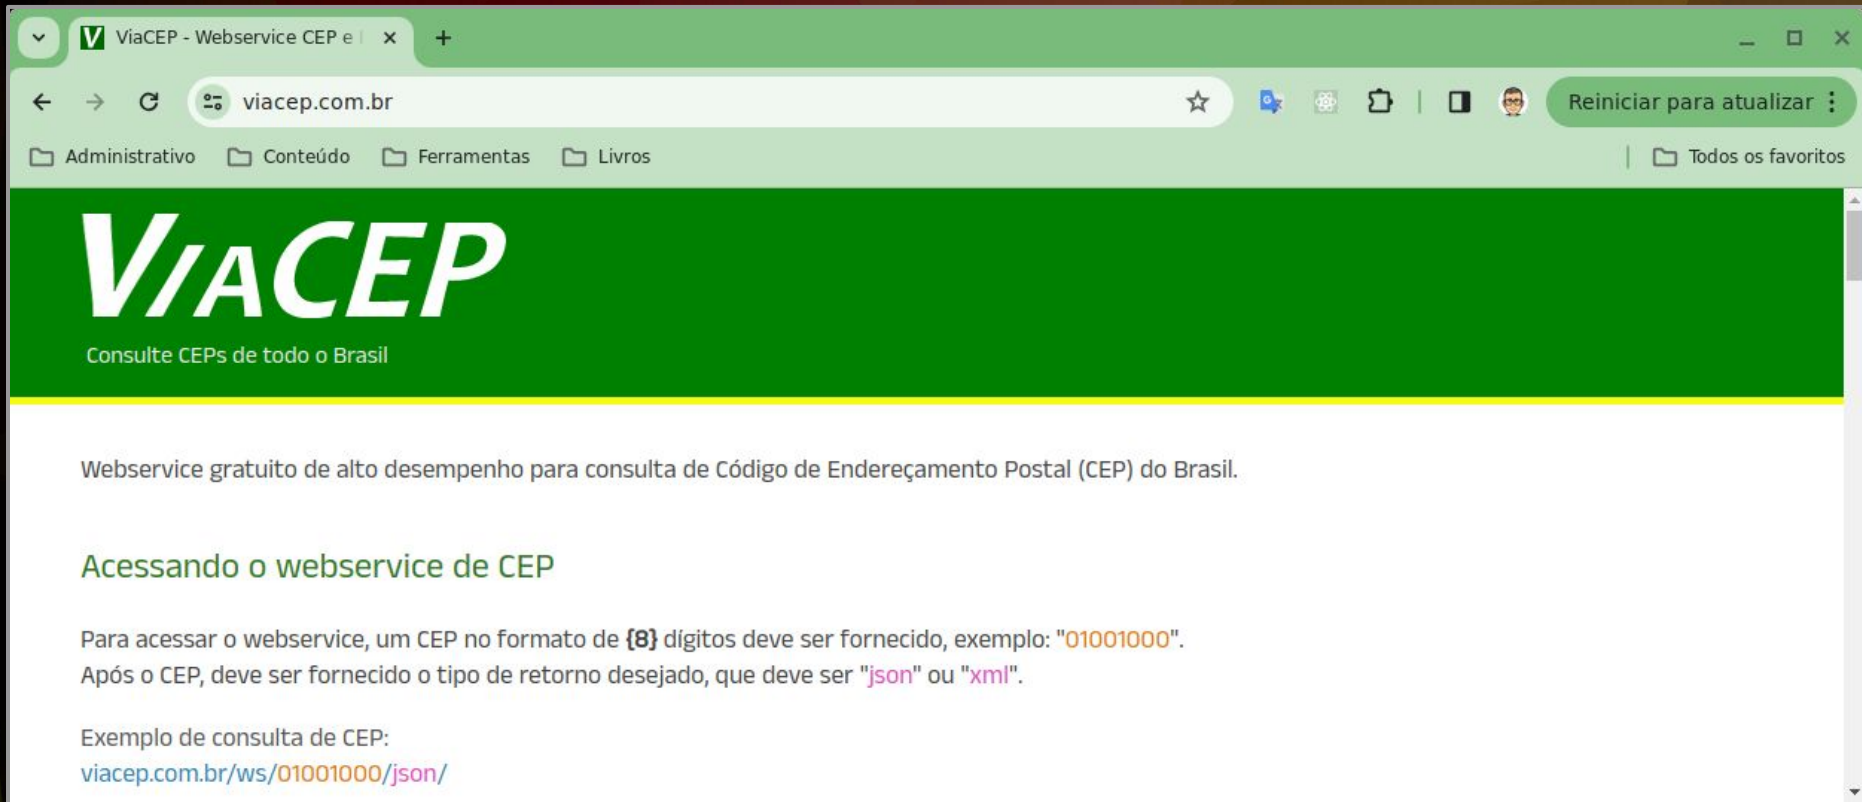 ViaCEP - Webservice CEP e
viacep.com.br
Reiniciar para atualizar
Administrativo
Conteúdo
Ferramentas
Livros
Todos os favoritos
VIACEP
Consulte CEPs de todo o Brasil
Webservice gratuito de alto desempenho para consulta de Código de Endereçamento Postal (CEP) do Brasil.
Acessando o webservice de CEP
Para acessar o webservice, um CEP no formato de {8} dígitos deve ser fornecido, exemplo: "01001000".
Após o CEP, deve ser fornecido o tipo de retorno desejado, que deve ser "json" ou "xml".
Exemplo de consulta de CEP:
viacep.com.br/ws/01001000/json/